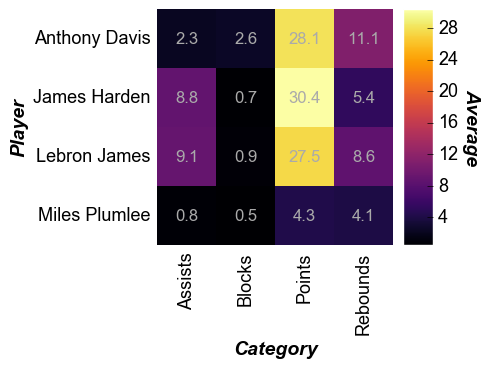 Anthony Davis 2.3 2.6 28.1 11.1
James Harden 8.8 0.7 30.4 5.4
Lebron James 9.1 0.9 27.5 8.6
Miles Plumlee 0.8 0.5 4.3 4.1
Player
Assists
Blocks
Points
Rebounds
Category
28
24
20
16
12
8
4
Average